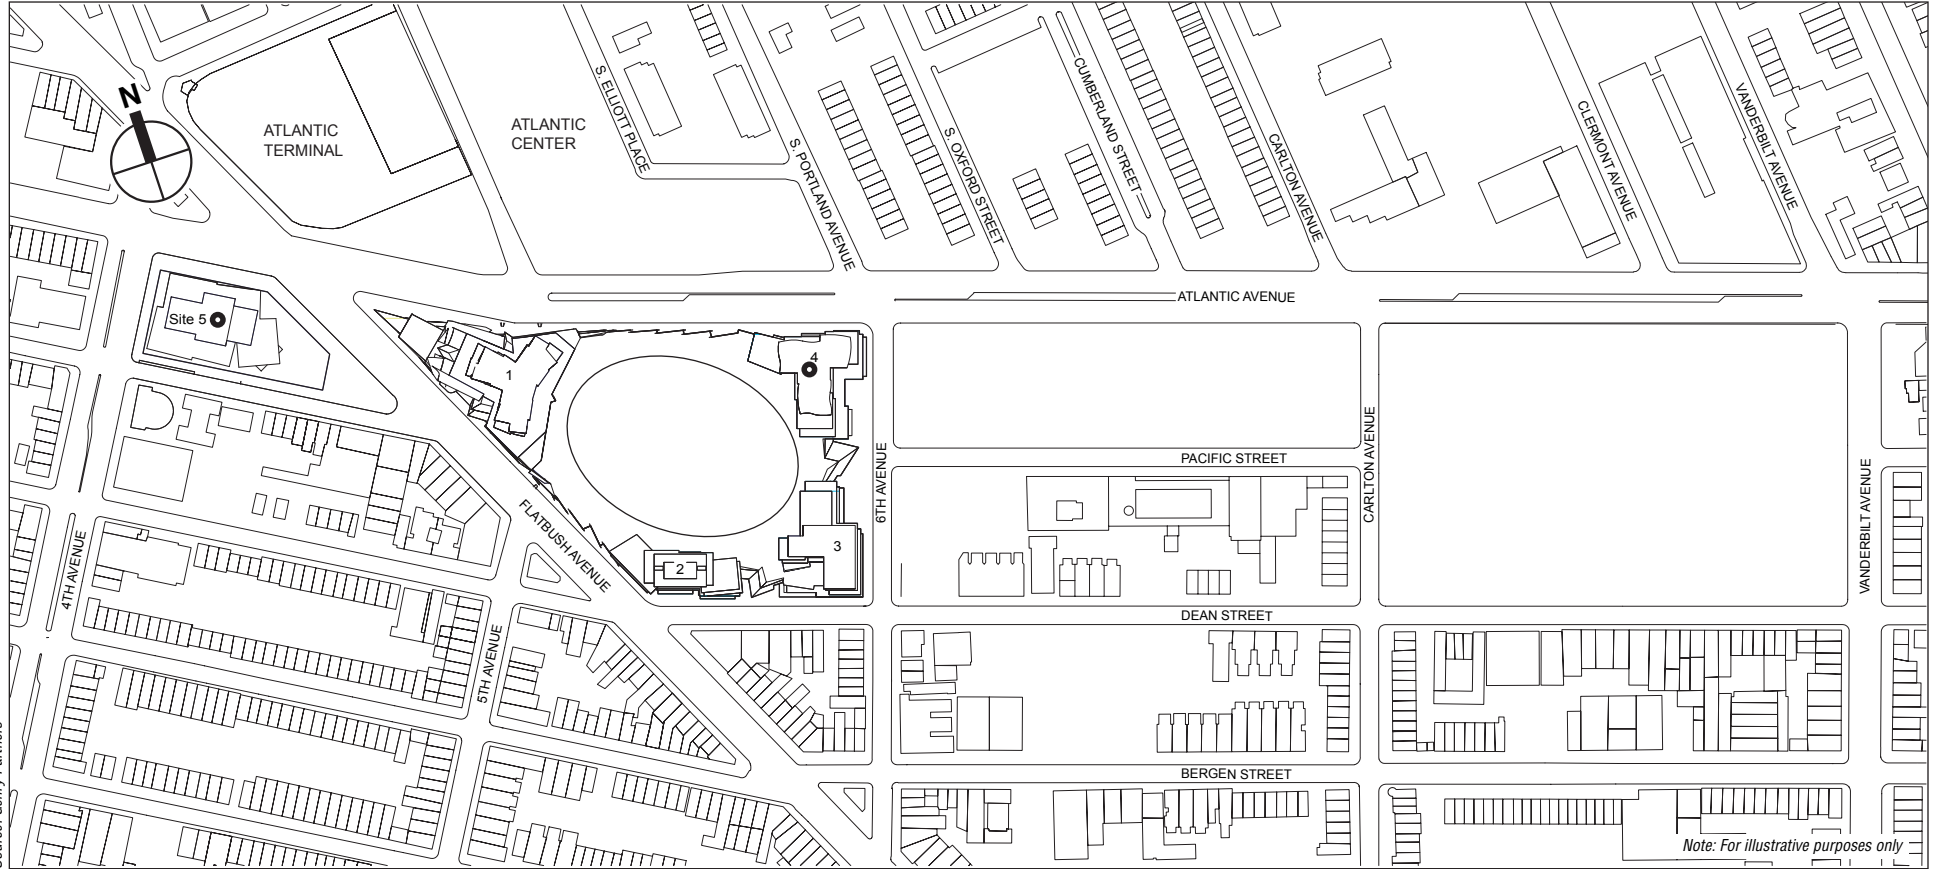 N
ATLANTIC
TERMINAL
ATLANTIC
CENTER
S. ELLIOTT PLACE
S. PORTLAND AVENUE
S. OXFORD STREET
CUMBERLAND STREET
CARLTON AVENUE
CLERMONT AVENUE
VANDERBILT AVENUE
Site 5
ATLANTIC AVENUE
1
4
6TH AVENUE
PACIFIC STREET
CARLTON AVENUE
VANDERBILT AVENUE
FLATBUSH AVENUE
4TH AVENUE
2
3
DEAN STREET
5TH AVENUE
BERGEN STREET
Note: For illustrative purposes only